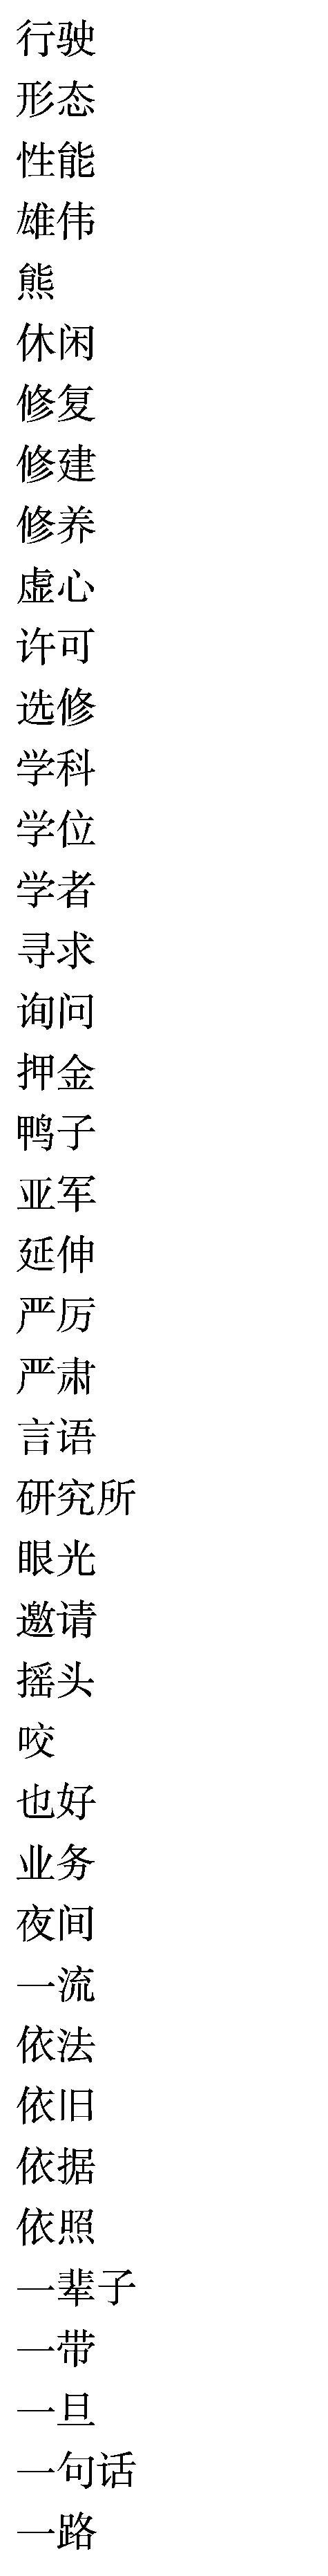 行驶
形态
性能
雄伟
熊
休闲
修复
修建
修养
虚心
许可
选修
学科
学位
学者
寻求
询问
押金
鸭子
亚军
延伸
严厉
严肃
言语
研究所
眼光
邀请
摇头
咬
也好
业务
夜间
一流
依法
依旧
依据
依照
一辈子
一带
一旦
一句话
一路